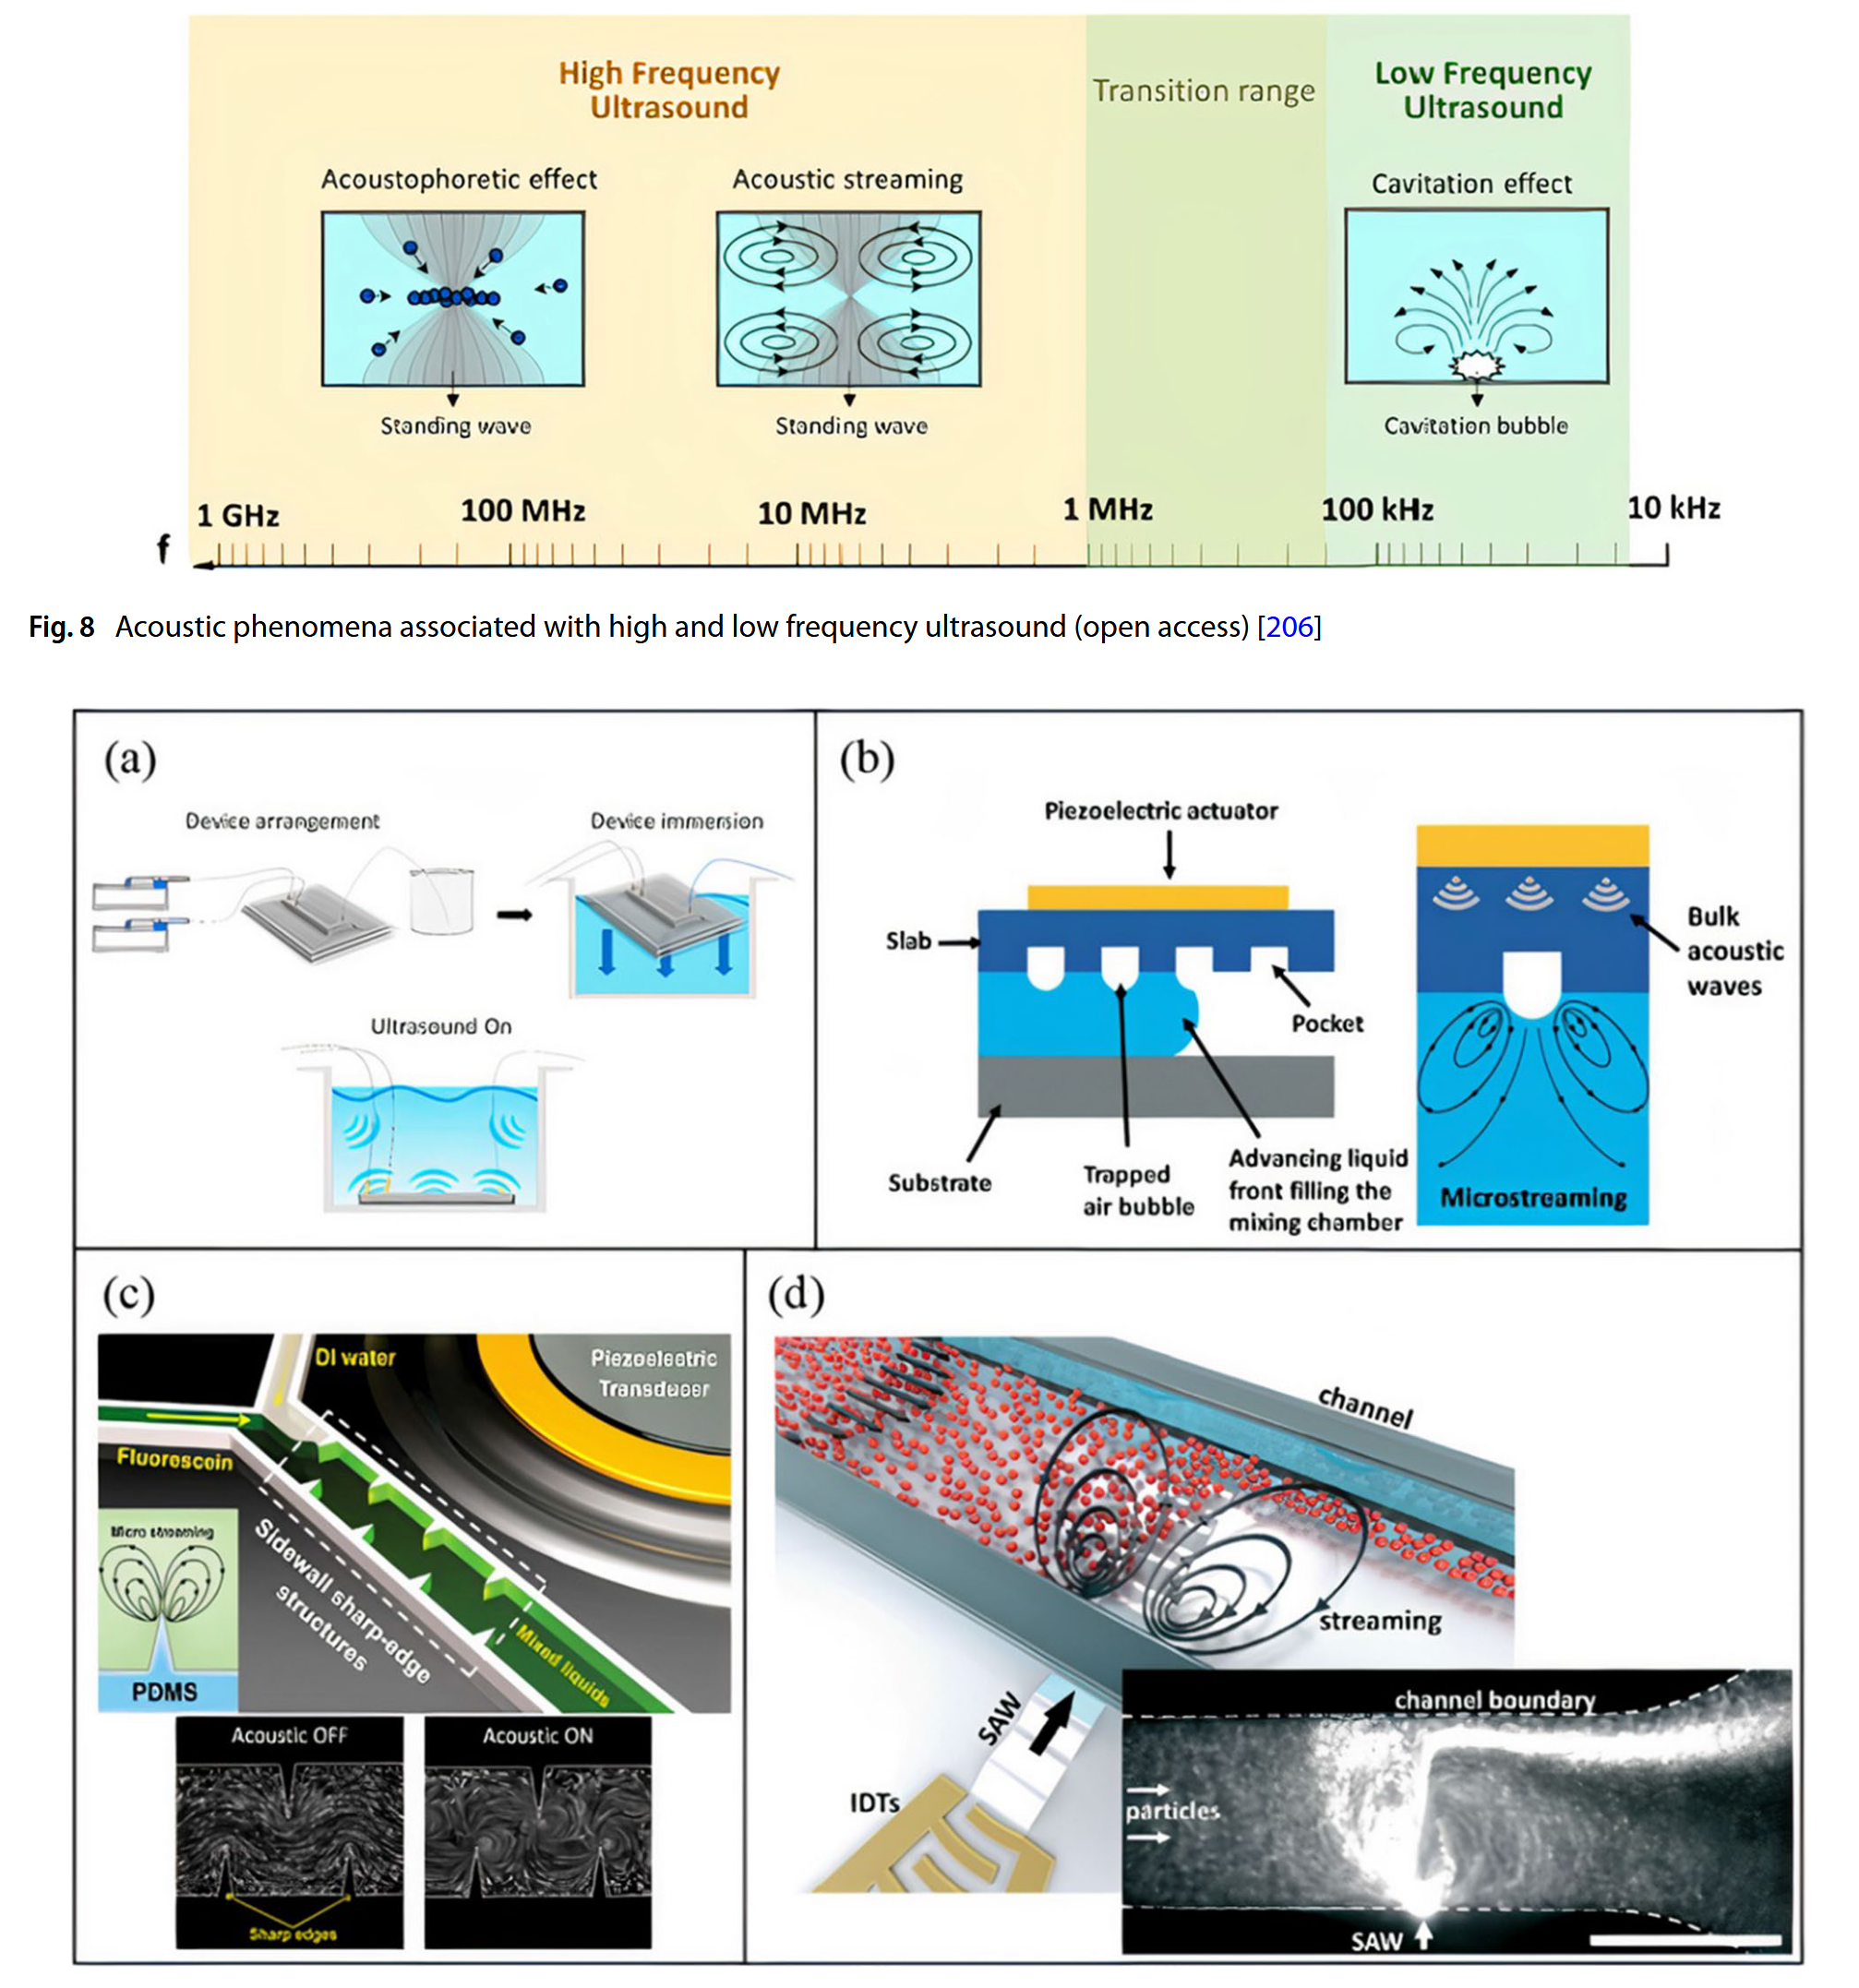 High Frequency
Ultrasound
Transition range
Low Frequency
Ultrasound
Acoustophoretic effect
Acoustic streaming
Cavitation effect
Standing wave
Standing wave
Cavitation bubble
1 GHz
100 MHz
10 MHz
1 MHz
100 kHz
10 kHz
f
Fig. 8 Acoustic phenomena associated with high and low frequency ultrasound (open access) [206]
(a)
Device arrangement
Device immersion
Ultrasound On
(b)
Piezoelectric actuator
Slab
Pocket
Substrate
Trapped
air bubble
Advancing liquid
front filling the
mixing chamber
Bulk
acoustic
waves
Microstreaming
(c)
DI water
Piezoelectric
Transducer
Fluorescein
Micro streaming
PDMS
Sidewall sharp-edge
structures
Mixed liquids
Acoustic OFF
Acoustic ON
Sharp edges
(d)
channel
streaming
SAW
IDTs
channel boundary
particles
SAW